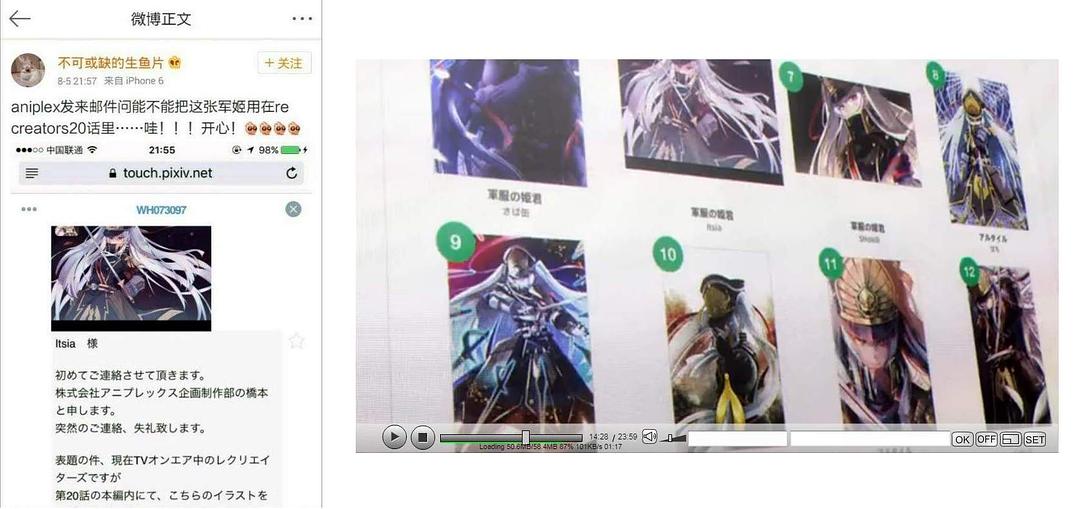 微博正文
不可或缺的生鱼片
+关注
8-5 21:57 来自 iPhone 6
aniplex发来邮件问能不能把这张军姬用在re
creators20话里……哇！！！开心！
中国联通 21:55 98%
touch.pixiv.net
WH073097
Itsia 様
初めてご連絡させて頂きます。
株式会社アニプレックス企画制作部の橋本
と申します。
突然のご連絡、失礼致します。
表題の件、現在TVオンエア中のレクリエイ
ターズですが
第20話の本編内にて、こちらのイラストを
7
8
軍服の姫君
さば缶
軍服の姫君
Itsia
軍服の姫君
アルタイル
9
10
11
12
14:28 / 23:59
Loading 50.6MB/58.4MB 87% 101KB/s 01:17
OK
OFF
SET